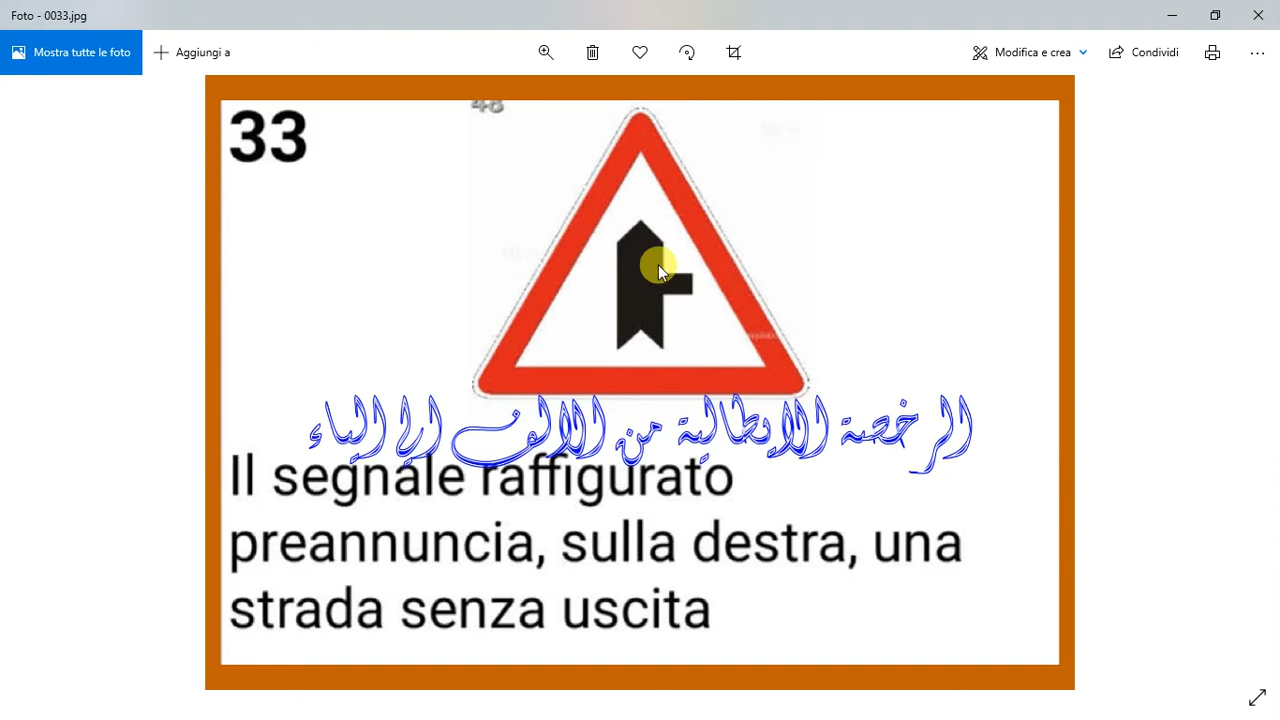 Foto - 0033.jpg
Mostra tutte le foto
Aggiungi a
Modifica e crea
Condividi
48
33
الرخصة الايطالية من الالف الى الياء
Il segnale raffigurato
preannuncia, sulla destra, una
strada senza uscita